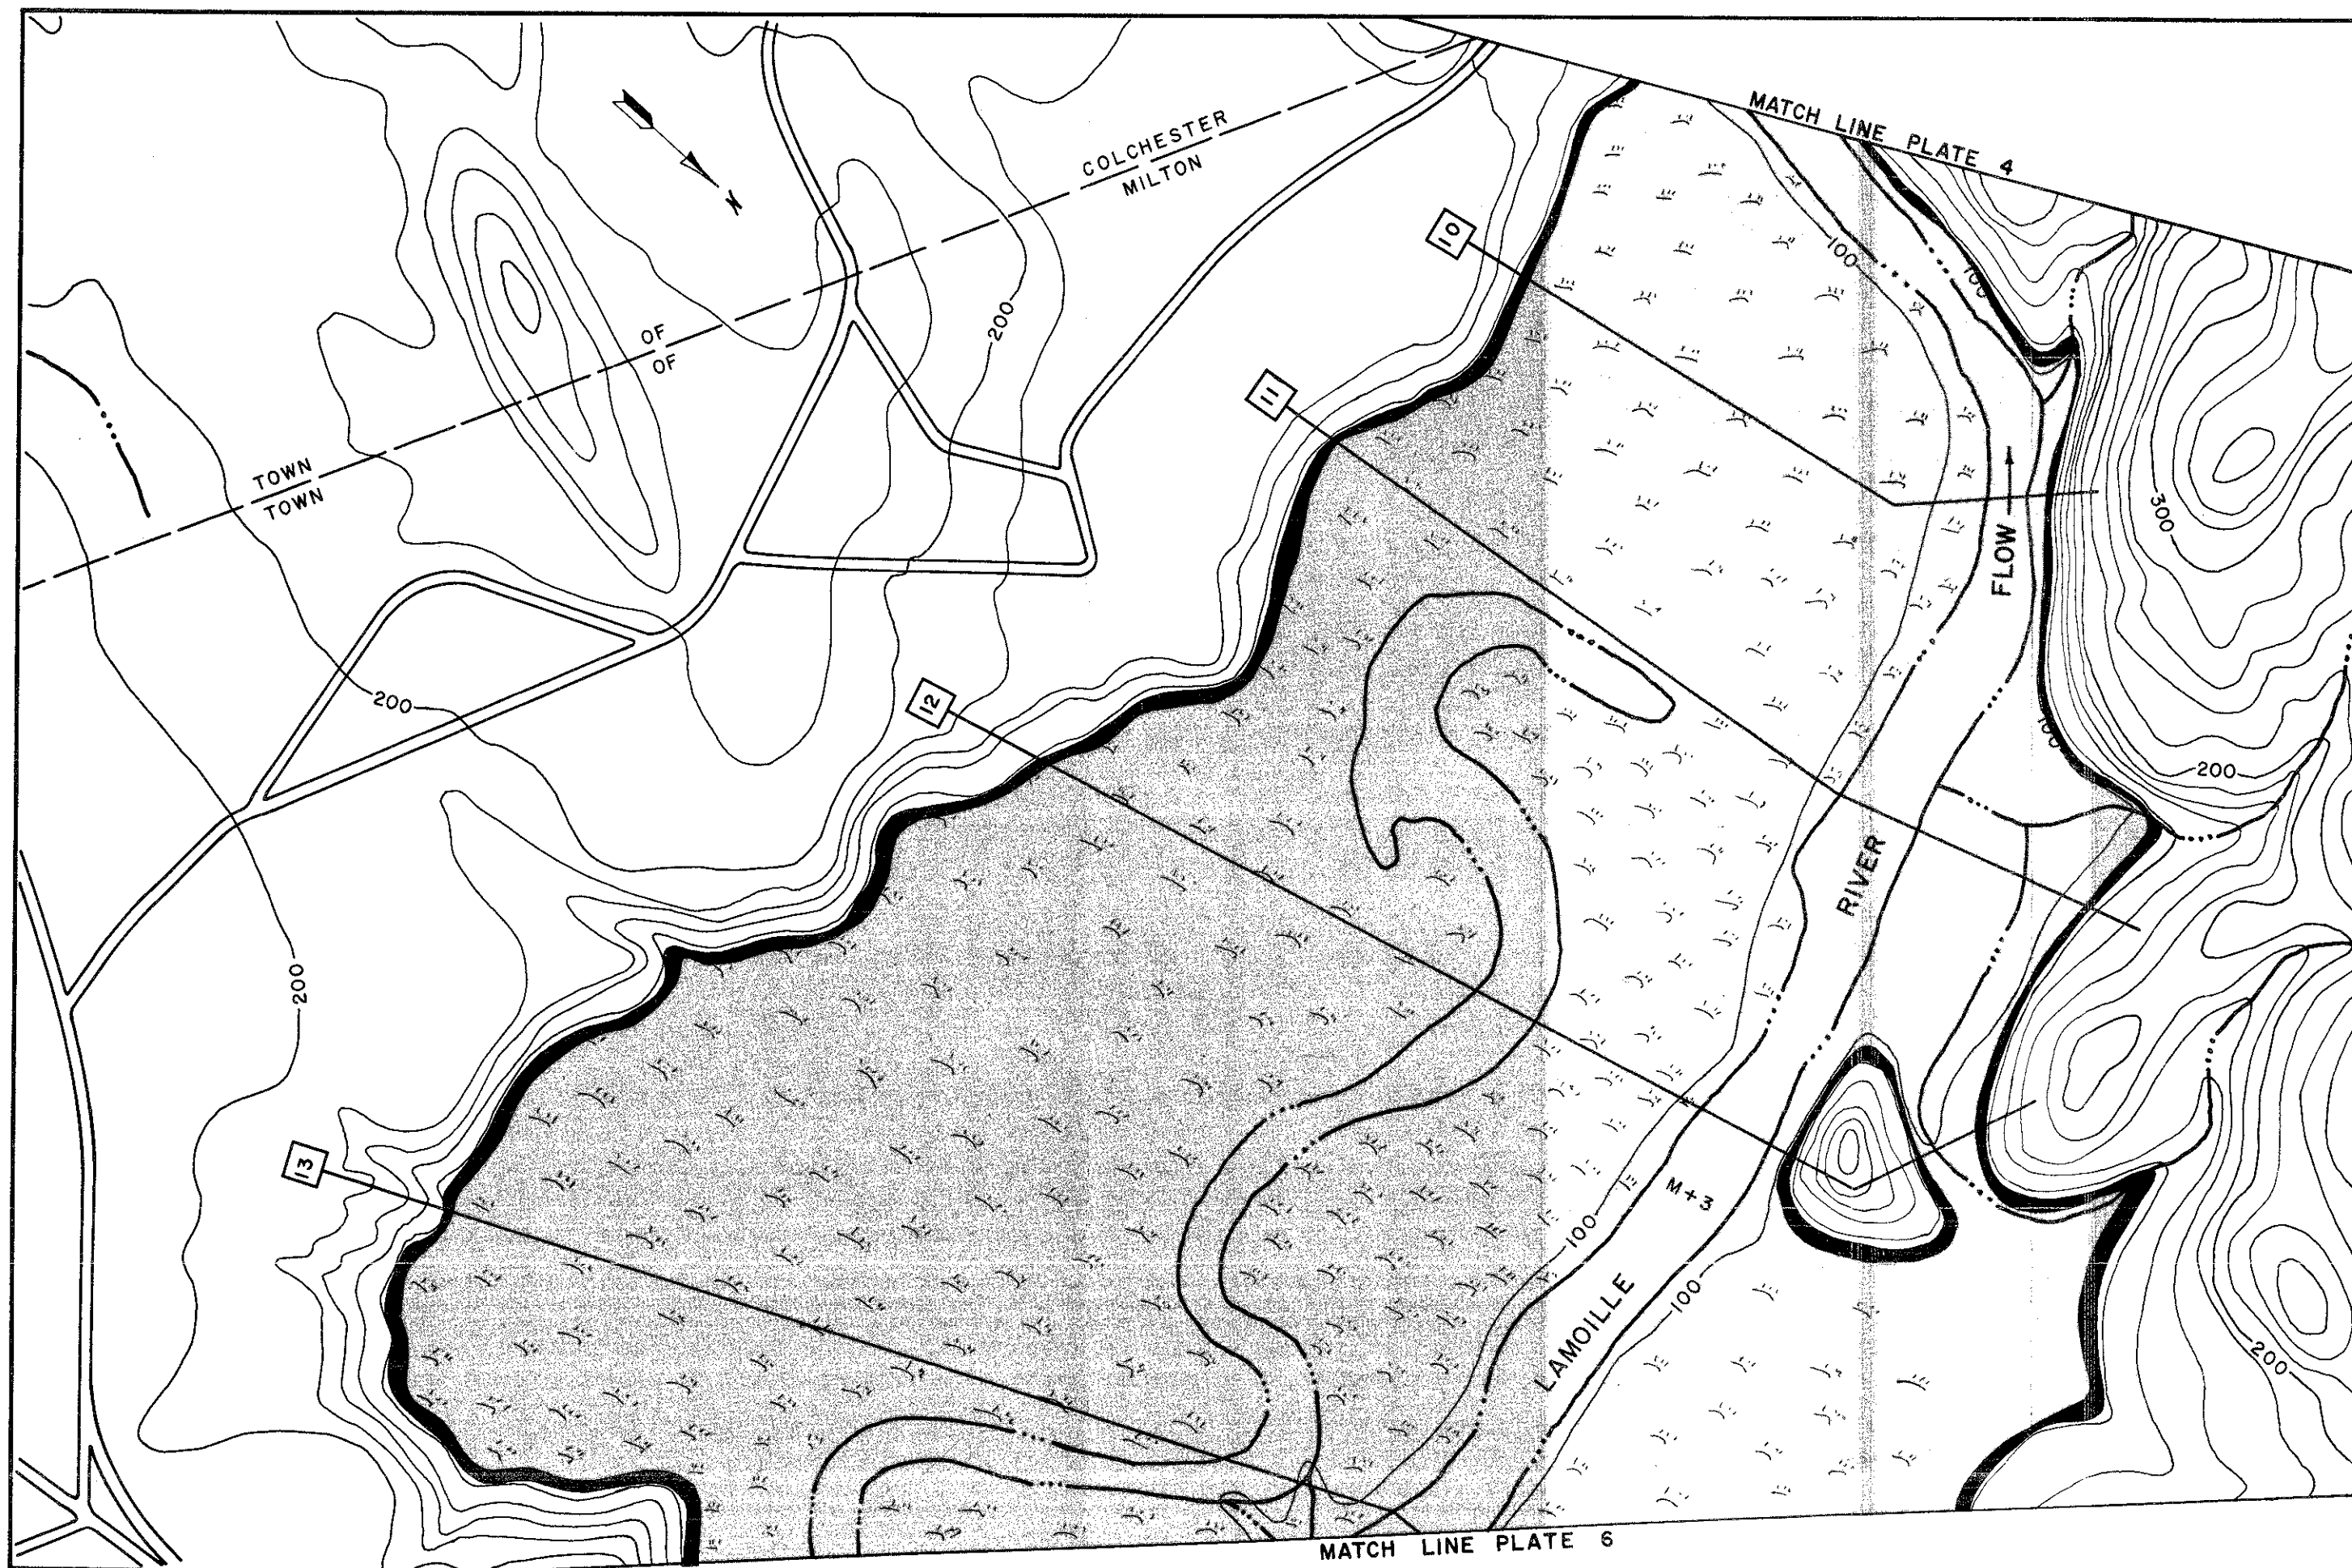 MATCH LINE PLATE 4
COLCHESTER
MILTON
N
10
100
100
200
11
OF
OF
FLOW
300
TOWN
TOWN
200
12
100
200
RIVER
200
13
M+3
100
100
LAMOILLE
200
MATCH LINE PLATE 6